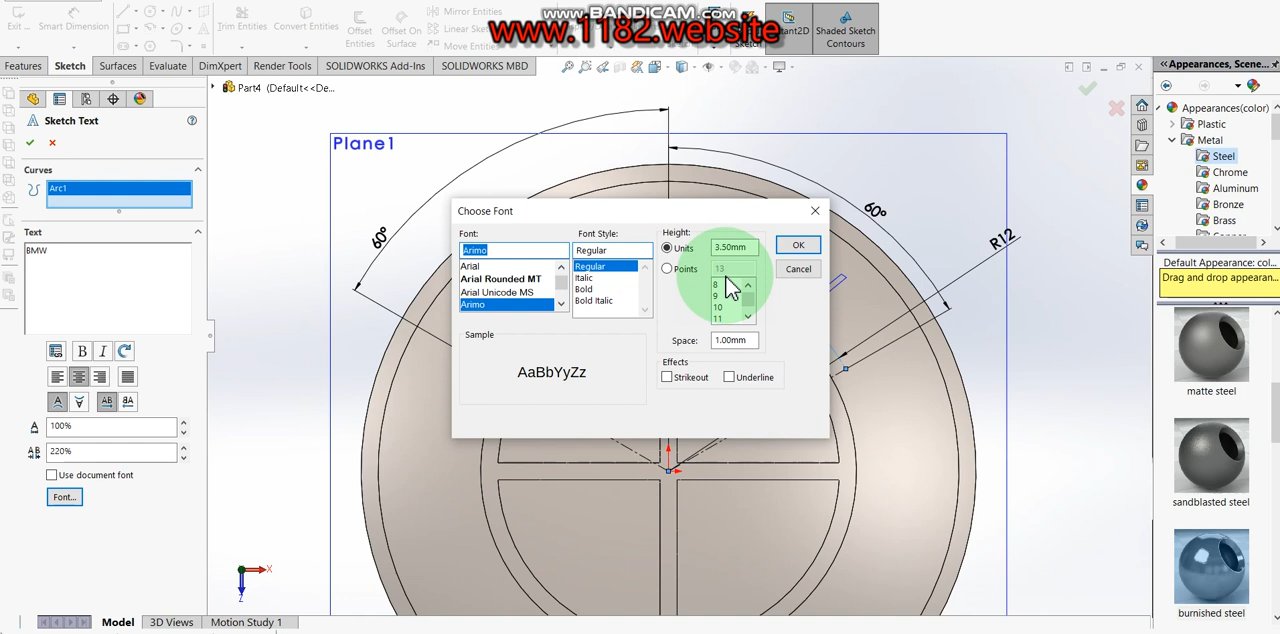 www.BANDICAM.com
www.1182.website
Exit...
Smart Dimension
Trim Entities
Convert Entities
Offset Entities
Offset On Surface
Mirror Entities
Linear Sketch
Move Entities
Sketch
Instant2D
Shaded Sketch Contours
Features
Sketch
Surfaces
Evaluate
DimXpert
Render Tools
SOLIDWORKS Add-Ins
SOLIDWORKS MBD
Part4 (Default<<De...
Sketch Text
Curves
Arc1
Text
BMW
100%
220%
Use document font
Font...
Plane1
60°
60°
R12
Choose Font
Font:
Arimo
Arial
Arial Rounded MT
Arial Unicode MS
Arimo
Font Style:
Regular
Regular
Italic
Bold
Bold Italic
Height:
Units
3.50mm
Points
13
8
9
10
11
Space:
1.00mm
OK
Cancel
Sample
AaBbYyZz
Effects
Strikeout
Underline
Appearances, Scene...
Appearances(color)
Plastic
Metal
Steel
Chrome
Aluminum
Bronze
Brass
Default Appearance: col...
Drag and drop appearan...
matte steel
sandblasted steel
burnished steel
X
Z
Model
3D Views
Motion Study 1